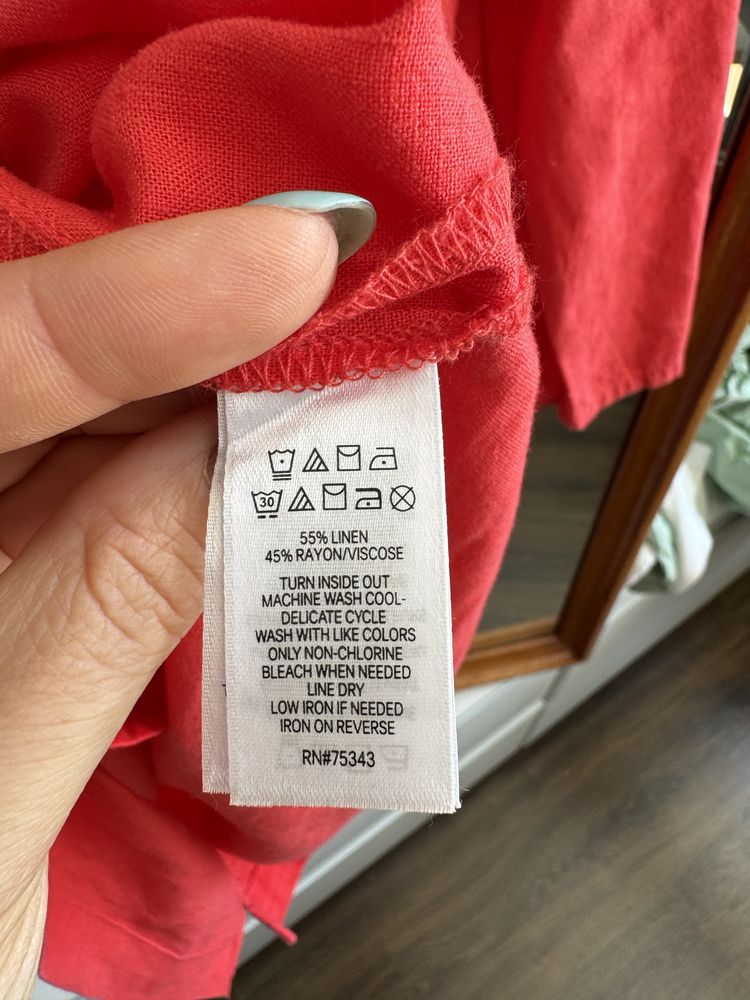 30
55% LINEN
45% RAYON/VISCOSE
TURN INSIDE OUT
MACHINE WASH COOL-
DELICATE CYCLE
WASH WITH LIKE COLORS
ONLY NON-CHLORINE
BLEACH WHEN NEEDED
LINE DRY
LOW IRON IF NEEDED
IRON ON REVERSE
RN#75343